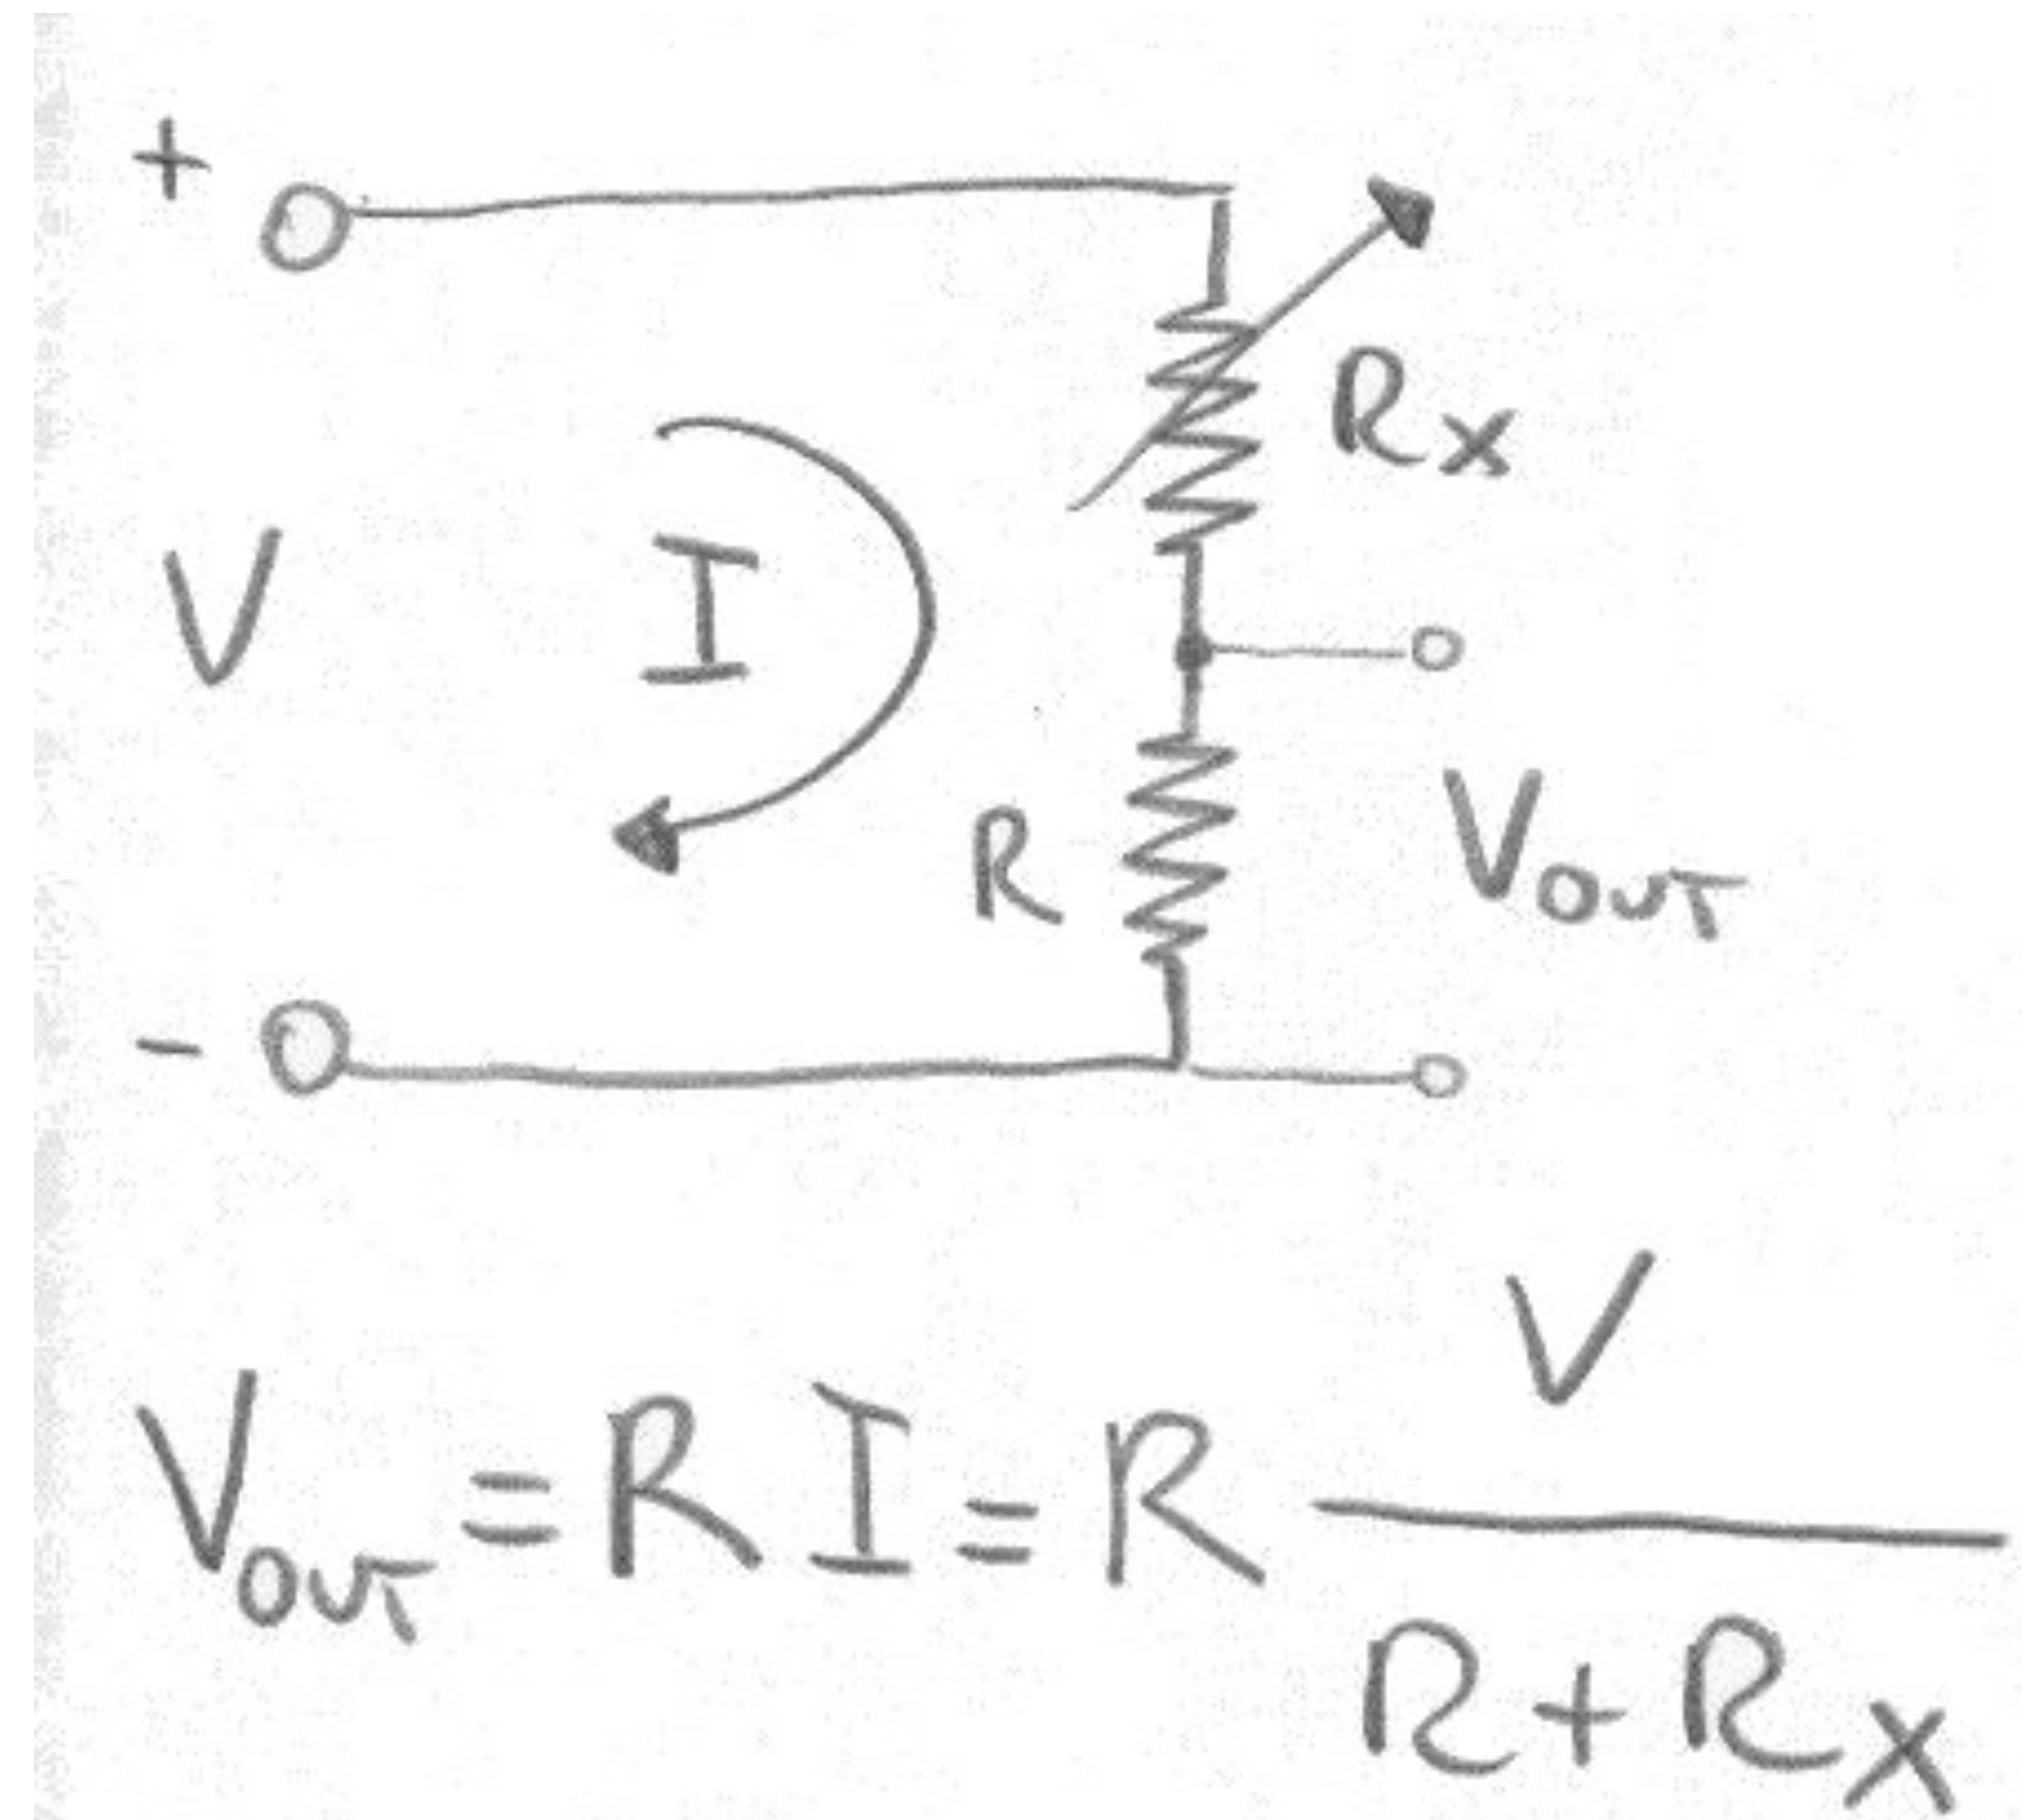 +
Rx
V
I
R
VOUT
-
VOUT = R I = R V / R + Rx